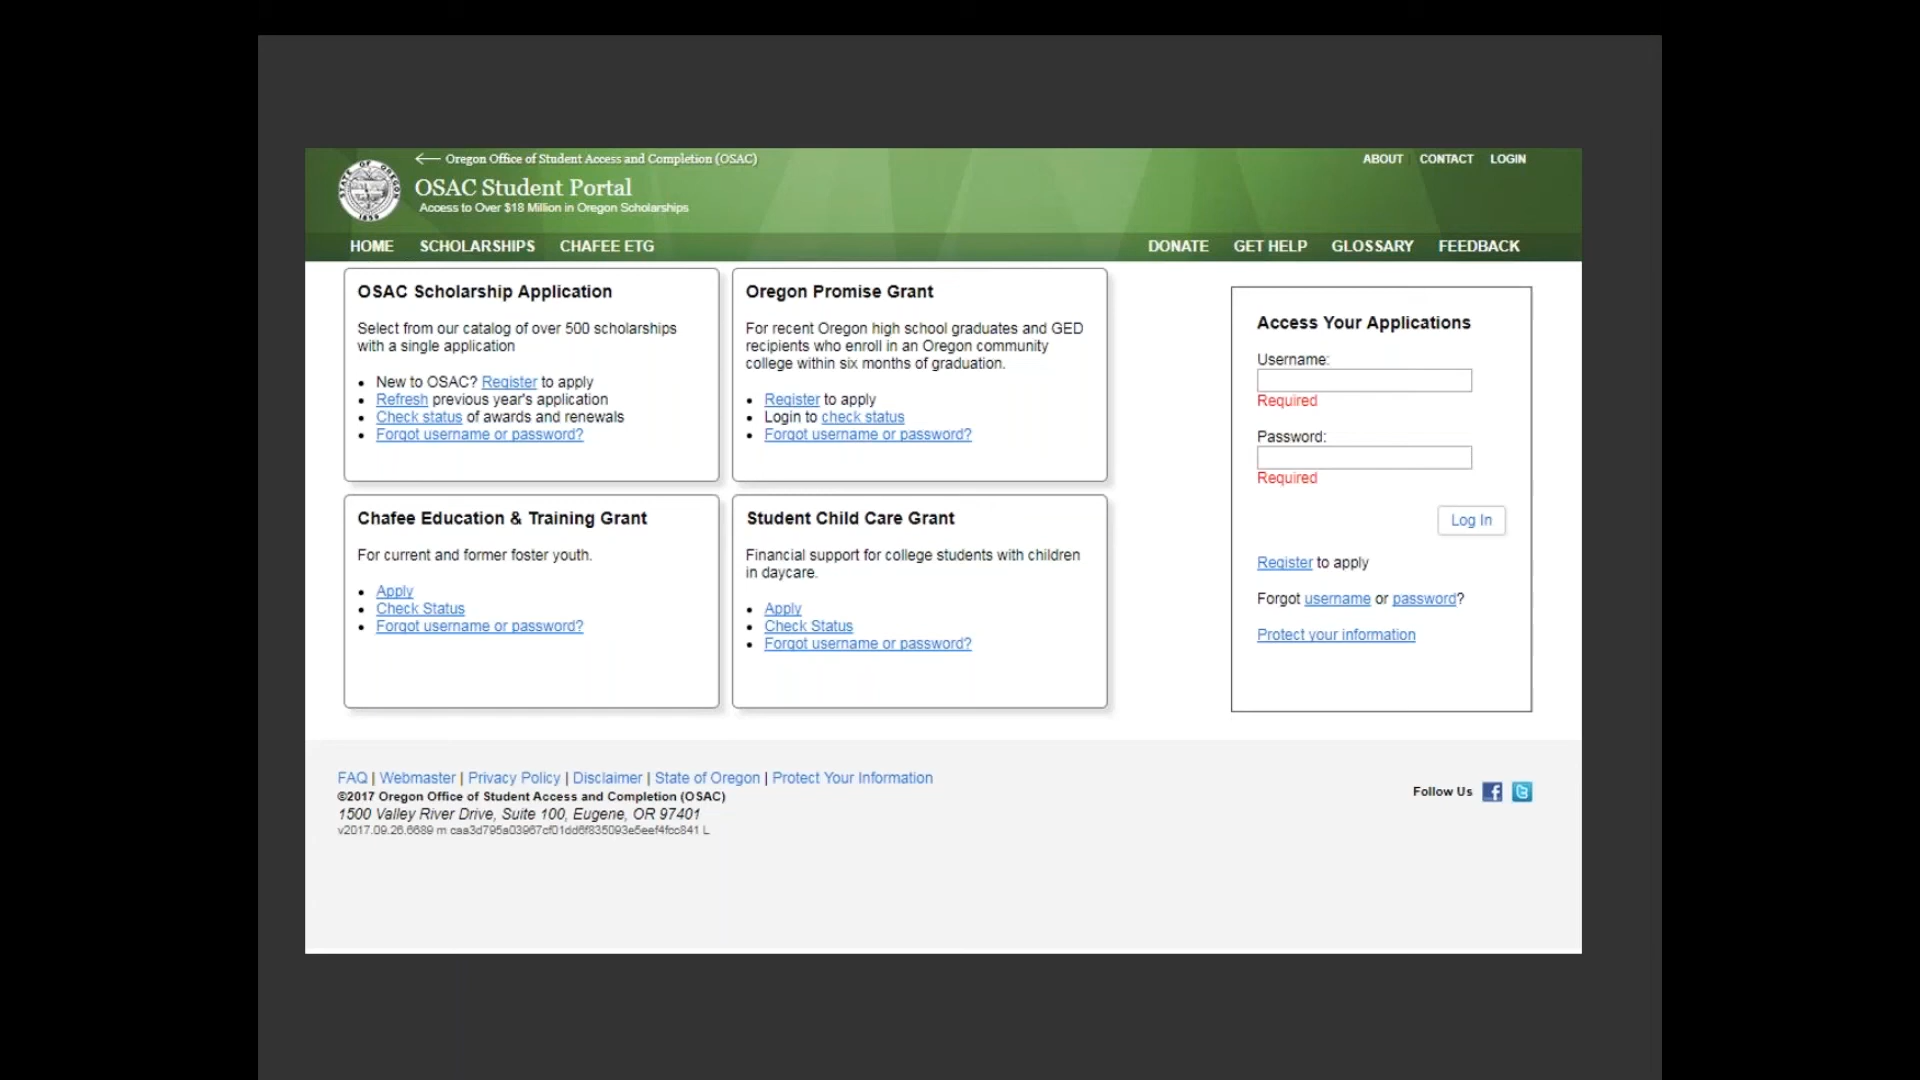 Oregon Office of Student Access and Completion (OSAC)
ABOUT CONTACT LOGIN
OSAC Student Portal
Access to Over $18 Million in Oregon Scholarships
STATE OF OREGON
1859
HOME SCHOLARSHIPS CHAFEE ETG DONATE GET HELP GLOSSARY FEEDBACK
OSAC Scholarship Application
Select from our catalog of over 500 scholarships
with a single application
New to OSAC? Register to apply
Refresh previous year's application
Check status of awards and renewals
Forgot username or password?
Oregon Promise Grant
For recent Oregon high school graduates and GED
recipients who enroll in an Oregon community
college within six months of graduation.
Register to apply
Login to check status
Forgot username or password?
Chafee Education & Training Grant
For current and former foster youth.
Apply
Check Status
Forgot username or password?
Student Child Care Grant
Financial support for college students with children
in daycare.
Apply
Check Status
Forgot username or password?
Access Your Applications
Username:
Required
Password:
Required
Log In
Register to apply
Forgot username or password?
Protect your information
FAQ | Webmaster | Privacy Policy | Disclaimer | State of Oregon | Protect Your Information
©2017 Oregon Office of Student Access and Completion (OSAC)
1500 Valley River Drive, Suite 100, Eugene, OR 97401
v2017.09.26.6689 m
Follow Us